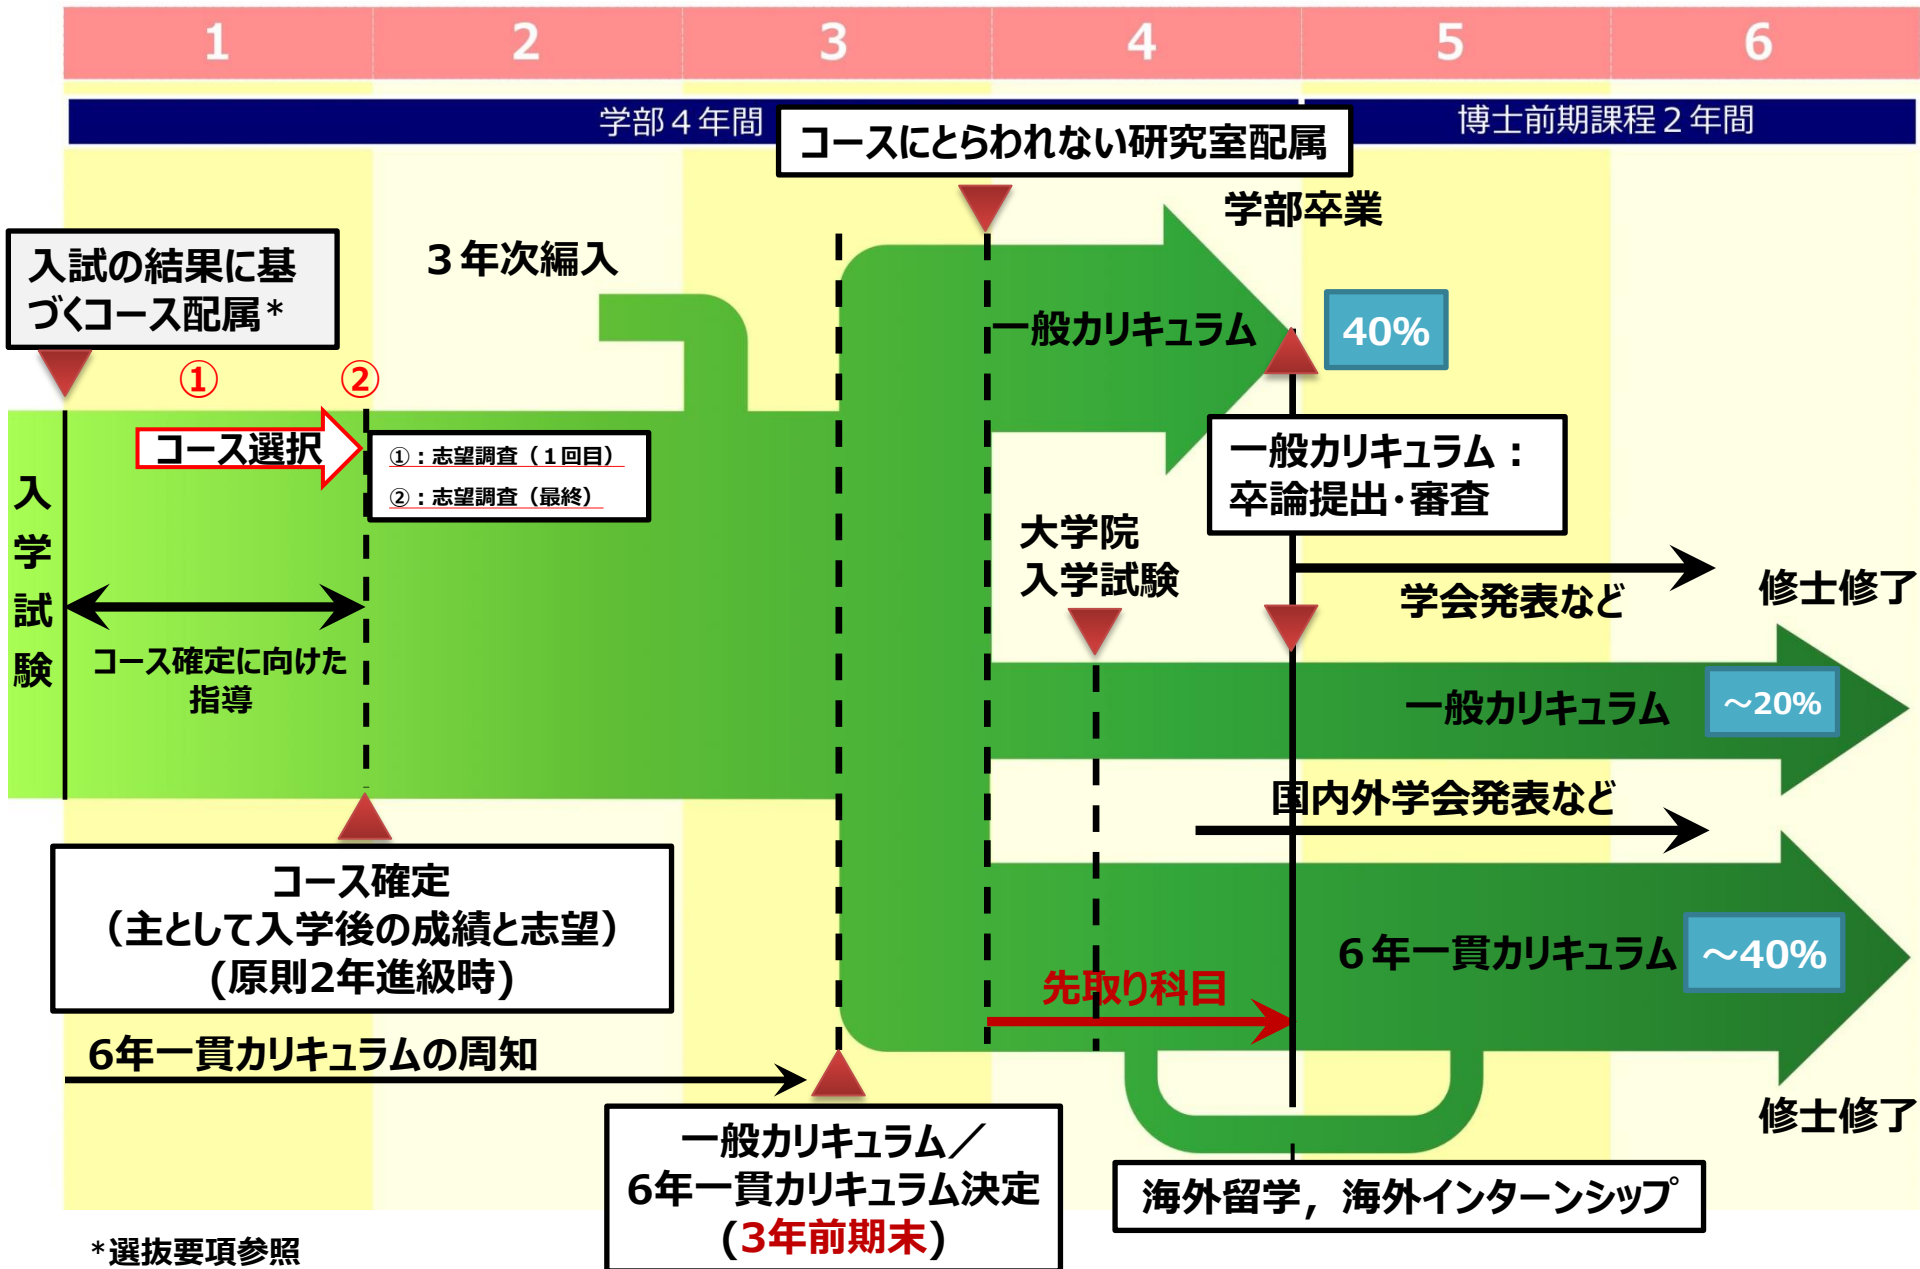 1 2 3 4 5 6
学部４年間
博士前期課程２年間
コースにとらわれない研究室配属
学部卒業
入試の結果に基
づくコース配属*
３年次編入
一般カリキュラム
40%
①
②
コース選択
①：志望調査（１回目）
②：志望調査（最終）
入
学
試
験
一般カリキュラム：
卒論提出・審査
大学院
入学試験
学会発表など
修士修了
コース確定に向けた
指導
一般カリキュラム
～20%
国内外学会発表など
コース確定
（主として入学後の成績と志望）
(原則2年進級時)
６年一貫カリキュラム
～40%
先取り科目
6年一貫カリキュラムの周知
修士修了
一般カリキュラム／
6年一貫カリキュラム決定
(3年前期末)
海外留学，海外インターンシップ
*選抜要項参照